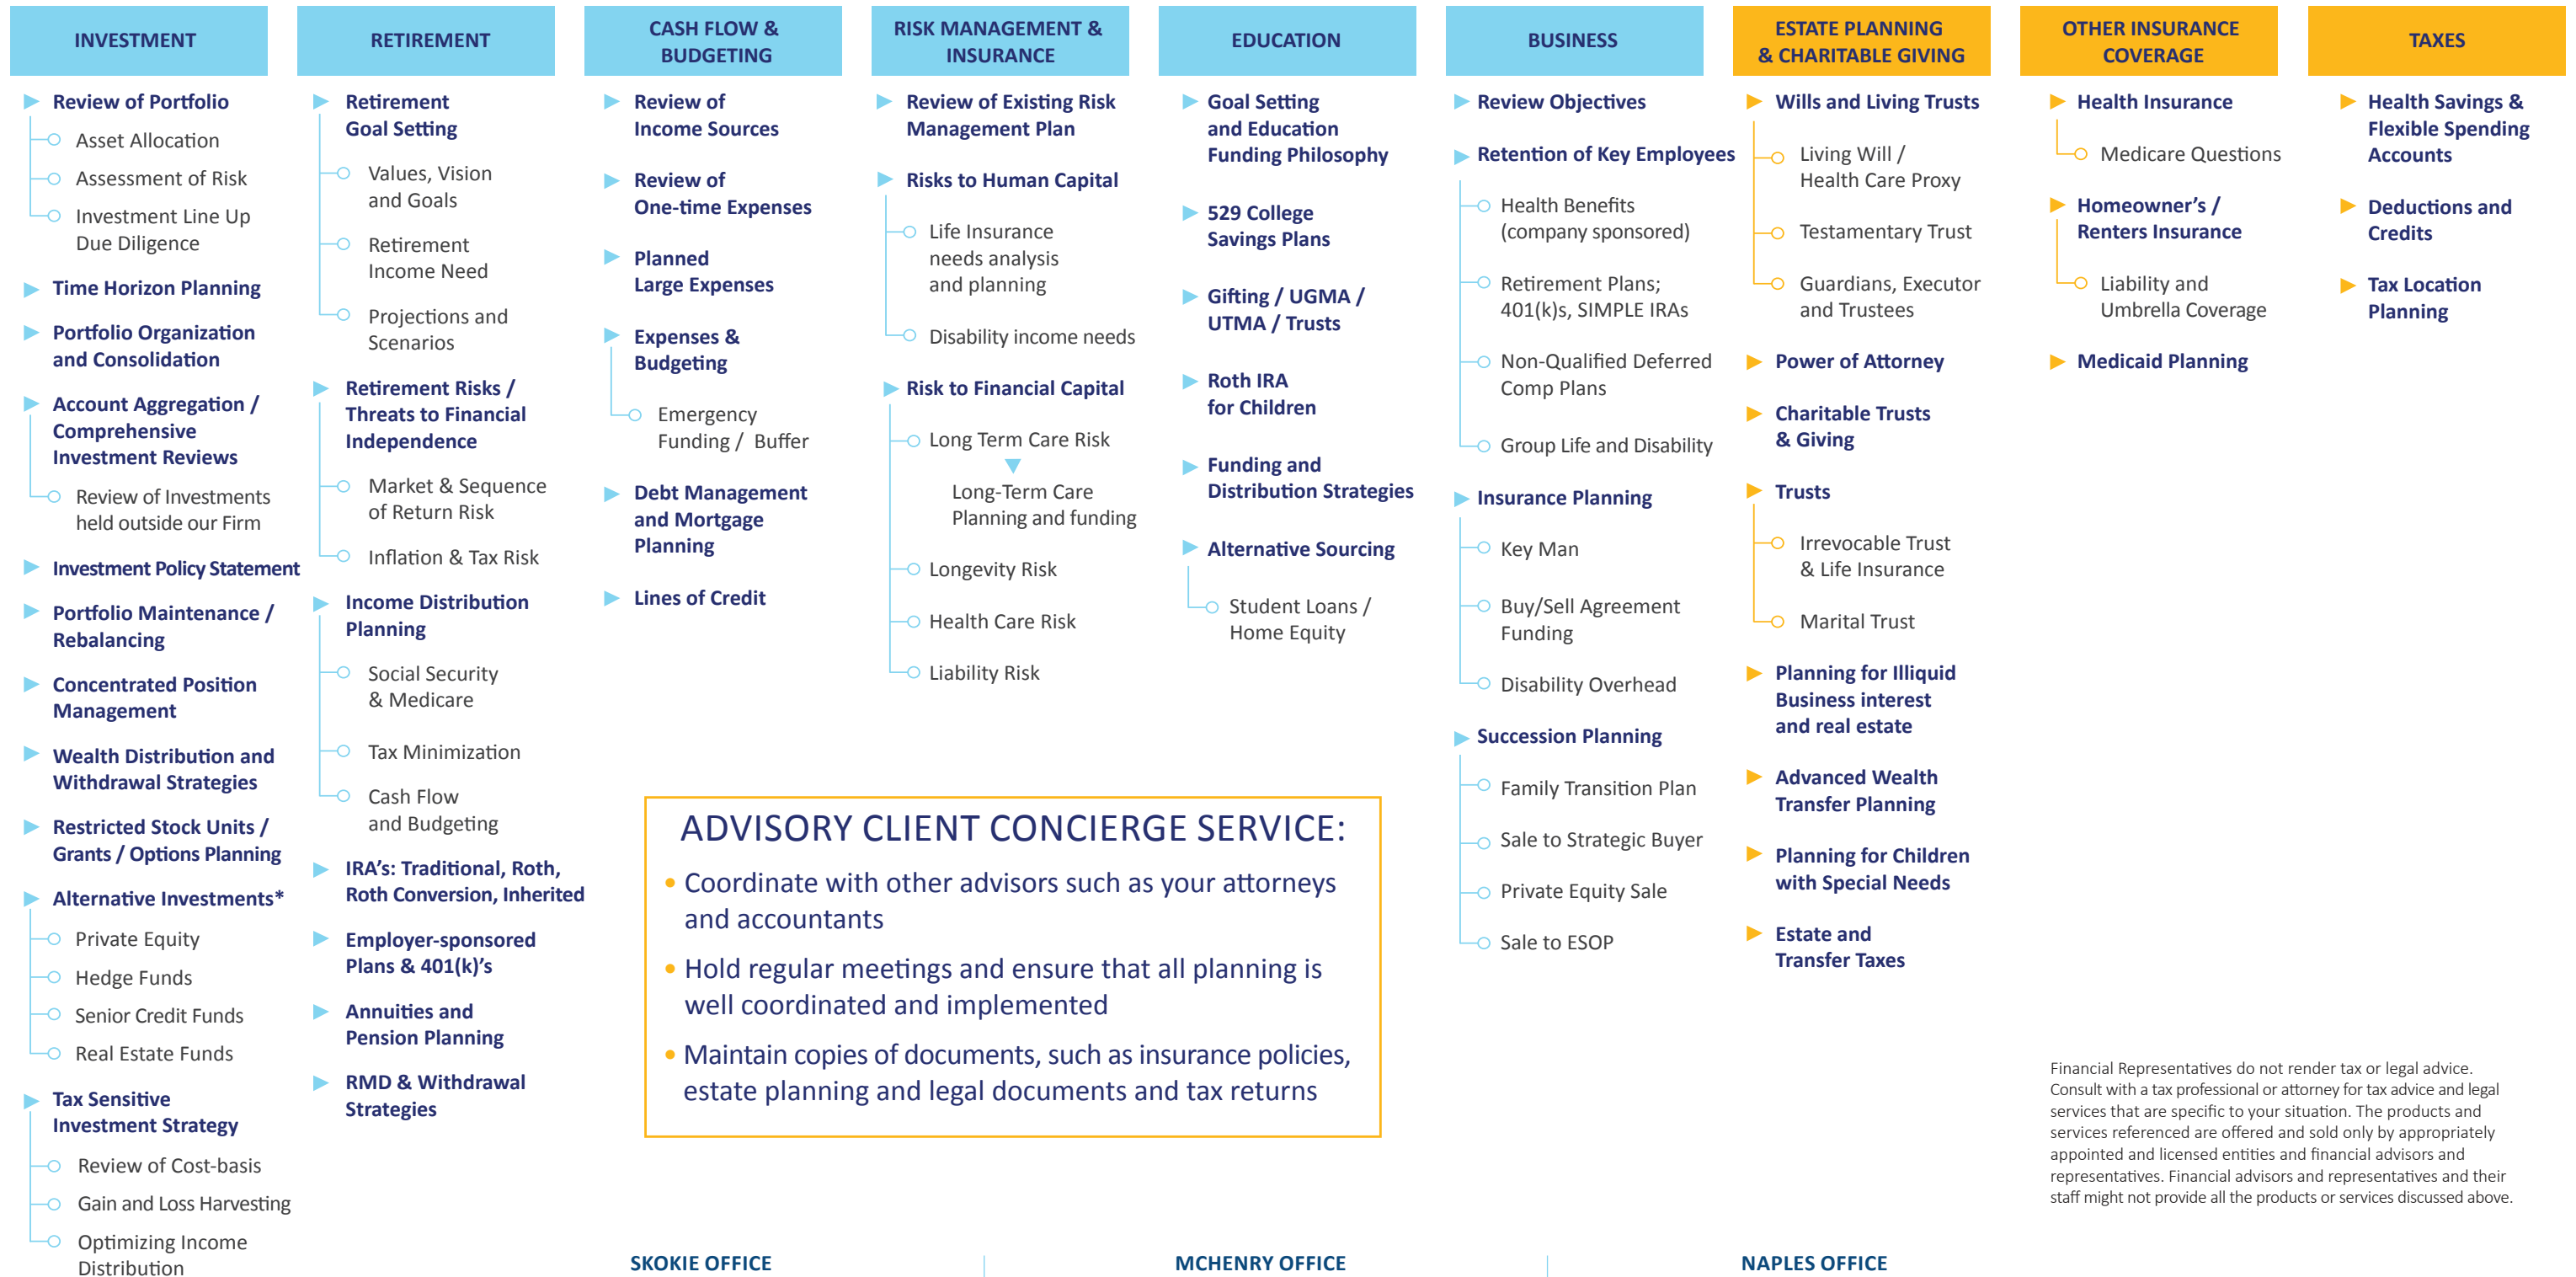 INVESTMENT
Review of Portfolio
Asset Allocation
Assessment of Risk
Investment Line Up
Due Diligence
Time Horizon Planning
Portfolio Organization
and Consolidation
Account Aggregation /
Comprehensive
Investment Reviews
Review of Investments
held outside our Firm
Investment Policy Statement
Portfolio Maintenance /
Rebalancing
Concentrated Position
Management
Wealth Distribution and
Withdrawal Strategies
Restricted Stock Units /
Grants / Options Planning
Alternative Investments*
Private Equity
Hedge Funds
Senior Credit Funds
Real Estate Funds
Tax Sensitive
Investment Strategy
Review of Cost-basis
Gain and Loss Harvesting
Optimizing Income
Distribution
RETIREMENT
Retirement
Goal Setting
Values, Vision
and Goals
Retirement
Income Need
Projections and
Scenarios
Retirement Risks /
Threats to Financial
Independence
Market & Sequence
of Return Risk
Inflation & Tax Risk
Income Distribution
Planning
Social Security
& Medicare
Tax Minimization
Cash Flow
and Budgeting
IRA's: Traditional, Roth,
Roth Conversion, Inherited
Employer-sponsored
Plans & 401(k)'s
Annuities and
Pension Planning
RMD & Withdrawal
Strategies
CASH FLOW &
BUDGETING
Review of
Income Sources
Review of
One-time Expenses
Planned
Large Expenses
Expenses &
Budgeting
Emergency
Funding / Buffer
Debt Management
and Mortgage
Planning
Lines of Credit
RISK MANAGEMENT &
INSURANCE
Review of Existing Risk
Management Plan
Risks to Human Capital
Life Insurance
needs analysis
and planning
Disability income needs
Risk to Financial Capital
Long Term Care Risk
Long-Term Care
Planning and funding
Longevity Risk
Health Care Risk
Liability Risk
EDUCATION
Goal Setting
and Education
Funding Philosophy
529 College
Savings Plans
Gifting / UGMA /
UTMA / Trusts
Roth IRA
for Children
Funding and
Distribution Strategies
Alternative Sourcing
Student Loans /
Home Equity
BUSINESS
Review Objectives
Retention of Key Employees
Health Benefits
(company sponsored)
Retirement Plans;
401(k)s, SIMPLE IRAs
Non-Qualified Deferred
Comp Plans
Group Life and Disability
Insurance Planning
Key Man
Buy/Sell Agreement
Funding
Disability Overhead
Succession Planning
Family Transition Plan
Sale to Strategic Buyer
Private Equity Sale
Sale to ESOP
ESTATE PLANNING
& CHARITABLE GIVING
Wills and Living Trusts
Living Will /
Health Care Proxy
Testamentary Trust
Guardians, Executor
and Trustees
Power of Attorney
Charitable Trusts
& Giving
Trusts
Irrevocable Trust
& Life Insurance
Marital Trust
Planning for Illiquid
Business interest
and real estate
Advanced Wealth
Transfer Planning
Planning for Children
with Special Needs
Estate and
Transfer Taxes
OTHER INSURANCE
COVERAGE
Health Insurance
Medicare Questions
Homeowner's /
Renters Insurance
Liability and
Umbrella Coverage
Medicaid Planning
TAXES
Health Savings &
Flexible Spending
Accounts
Deductions and
Credits
Tax Location
Planning
ADVISORY CLIENT CONCIERGE SERVICE:
• Coordinate with other advisors such as your attorneys
and accountants
• Hold regular meetings and ensure that all planning is
well coordinated and implemented
• Maintain copies of documents, such as insurance policies,
estate planning and legal documents and tax returns
Financial Representatives do not render tax or legal advice.
Consult with a tax professional or attorney for tax advice and legal
services that are specific to your situation. The products and
services referenced are offered and sold only by appropriately
appointed and licensed entities and financial advisors and
representatives. Financial advisors and representatives and their
staff might not provide all the products or services discussed above.
SKOKIE OFFICE
MCHENRY OFFICE
NAPLES OFFICE